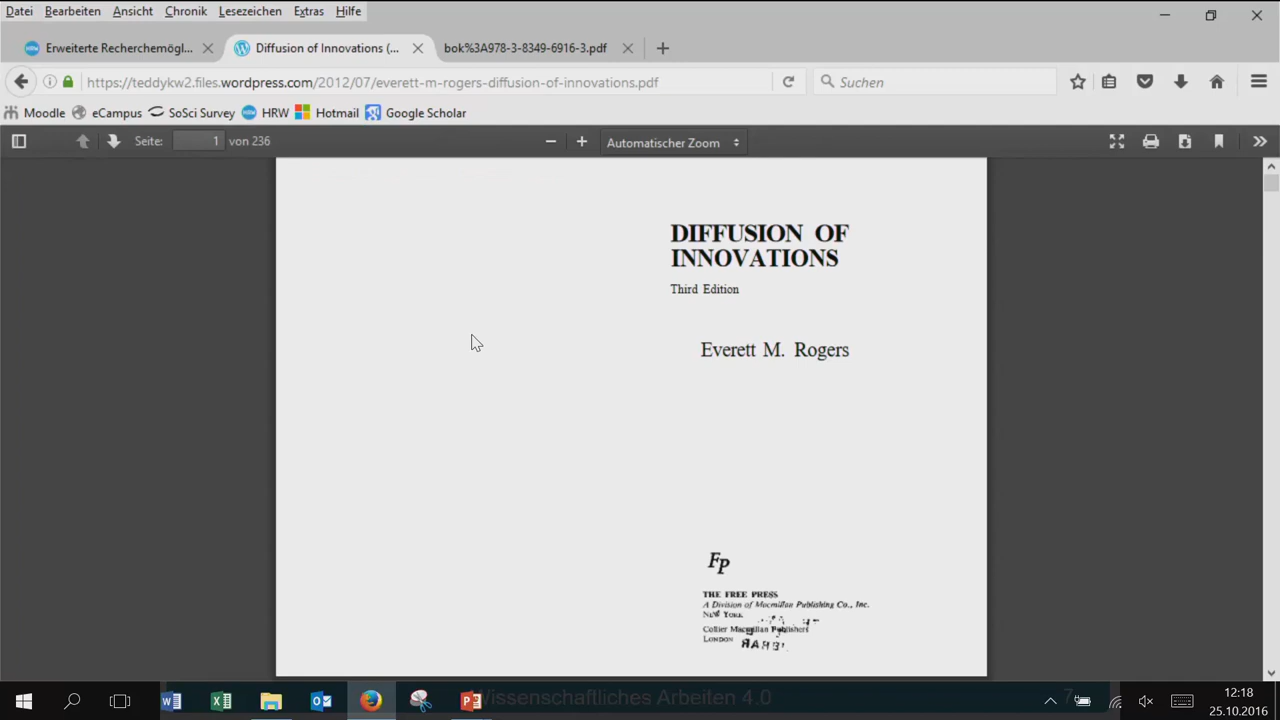 Datei Bearbeiten Ansicht Chronik Lesezeichen Extras Hilfe
Erweiterte Recherchemögl... Diffusion of Innovations (... bok%3A978-3-8349-6916-3.pdf
https://teddykw2.files.wordpress.com/2012/07/everett-m-rogers-diffusion-of-innovations.pdf Suchen
Moodle eCampus SoSci Survey HRW Hotmail Google Scholar
Seite: 1 von 236 Automatischer Zoom
DIFFUSION OF
INNOVATIONS
Third Edition
Everett M. Rogers
FP
THE FREE PRESS
A Division of Macmillan Publishing Co., Inc.
NEW YORK
Collier Macmillan Publishers
LONDON
Wissenschaftliches Arbeiten 4.0 7
12:18
25.10.2016